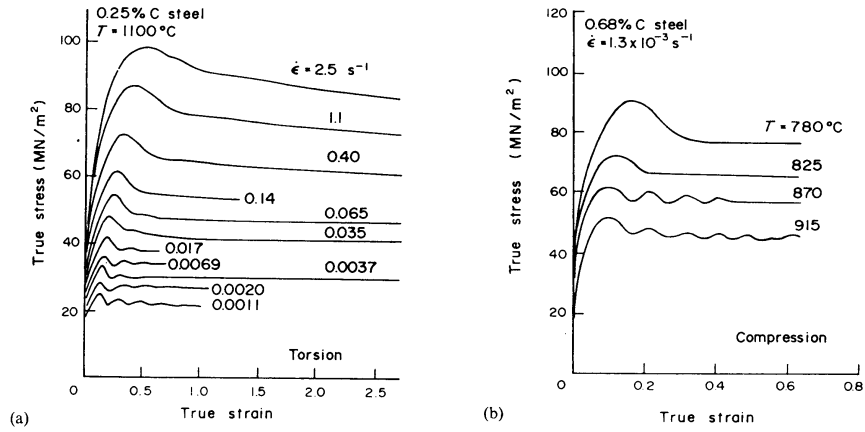 0.25% C steel
T = 1100°C
ε̇ = 2.5 s⁻¹
1.1
0.40
0.14
0.065
0.035
0.017
0.0069
0.0037
0.0020
0.0011
Torsion
100
80
60
40
20
0
0.5
1.0
1.5
2.0
2.5
True stress (MN/m²)
True strain
(a)
0.68% C steel
ε̇ = 1.3 x 10⁻³ s⁻¹
T = 780°C
825
870
915
Compression
120
100
80
60
40
20
0
0
0.2
0.4
0.6
0.8
True stress (MN/m²)
True strain
(b)